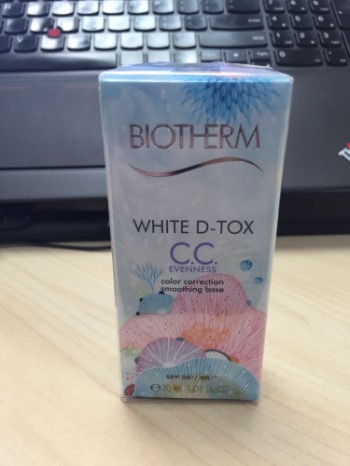 BIOTHERM
WHITE D-TOX
C.C.
EVENNESS
color correction
smoothing base